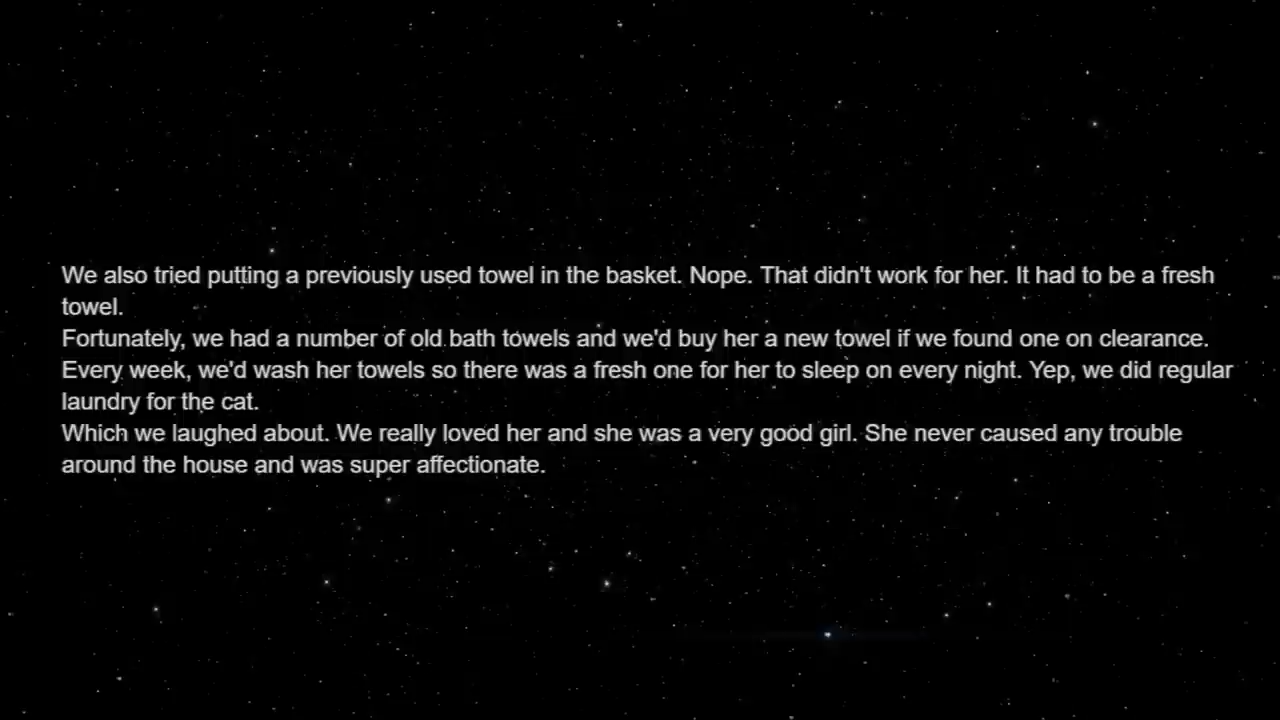 We also tried putting a previously used towel in the basket. Nope. That didn't work for her. It had to be a fresh
towel.
Fortunately, we had a number of old bath towels and we'd buy her a new towel if we found one on clearance.
Every week, we'd wash her towels so there was a fresh one for her to sleep on every night. Yep, we did regular
laundry for the cat.
Which we laughed about. We really loved her and she was a very good girl. She never caused any trouble
around the house and was super affectionate.